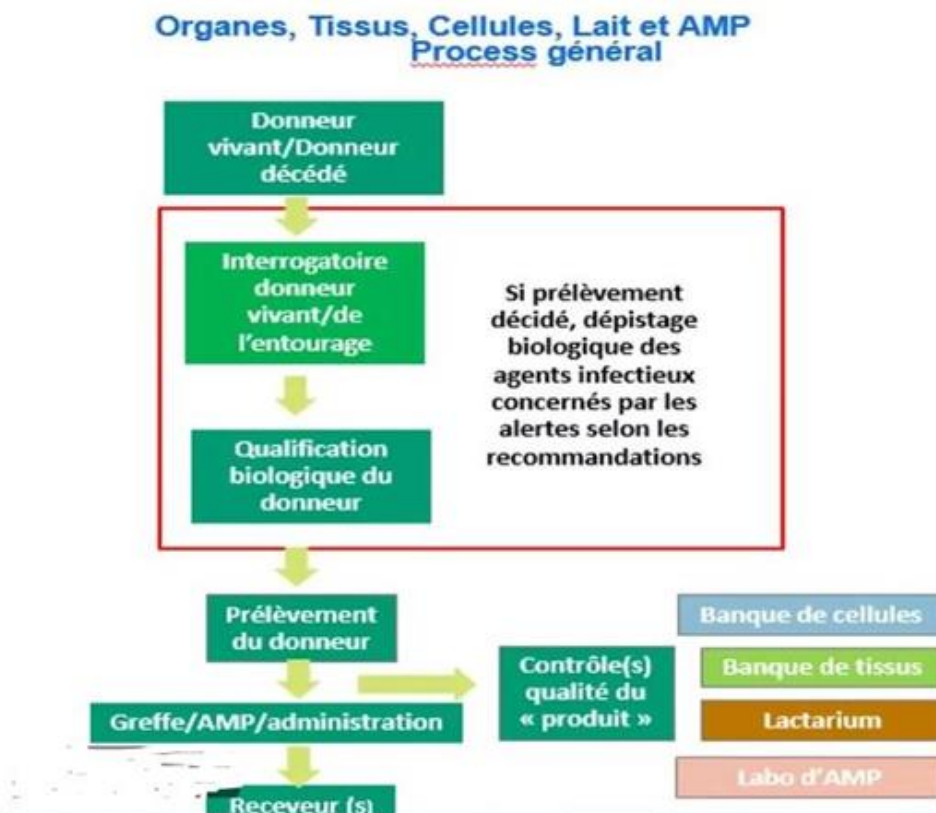 Organes, Tissus, Cellules, Lait et AMP
Process général
Donneur
vivant/Donneur
décédé
Interrogatoire
donneur
vivant/de
l'entourage
Si prélèvement
décidé, dépistage
biologique des
agents infectieux
concernés par les
alertes selon les
recommandations
Qualification
biologique du
donneur
Prélèvement
du donneur
Contrôle(s)
qualité du
« produit »
Banque de cellules
Banque de tissus
Lactarium
Labo d'AMP
Greffe/AMP/administration
Receveur (s)